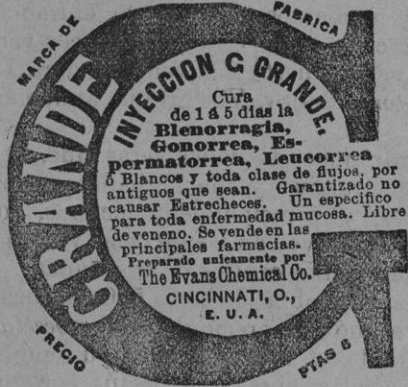 MARCA DE
FABRICA
GRANDE
INYECCION G GRANDE.
Cura
de 1 á 5 dias la
Blenorragia,
Gonorrea, Es-
permatorrea, Leucorrea
ó Blancos y toda clase de flujos, por
antiguos que sean. Garantizado no
causar Estrecheces. Un especifico
para toda enfermedad mucosa. Libre
de veneno. Se vende en las
principales farmacias.
Preparado unicamente por
The Evans Chemical Co.
CINCINNATI, O.,
E. U. A.
PRECIO
PTAS 6